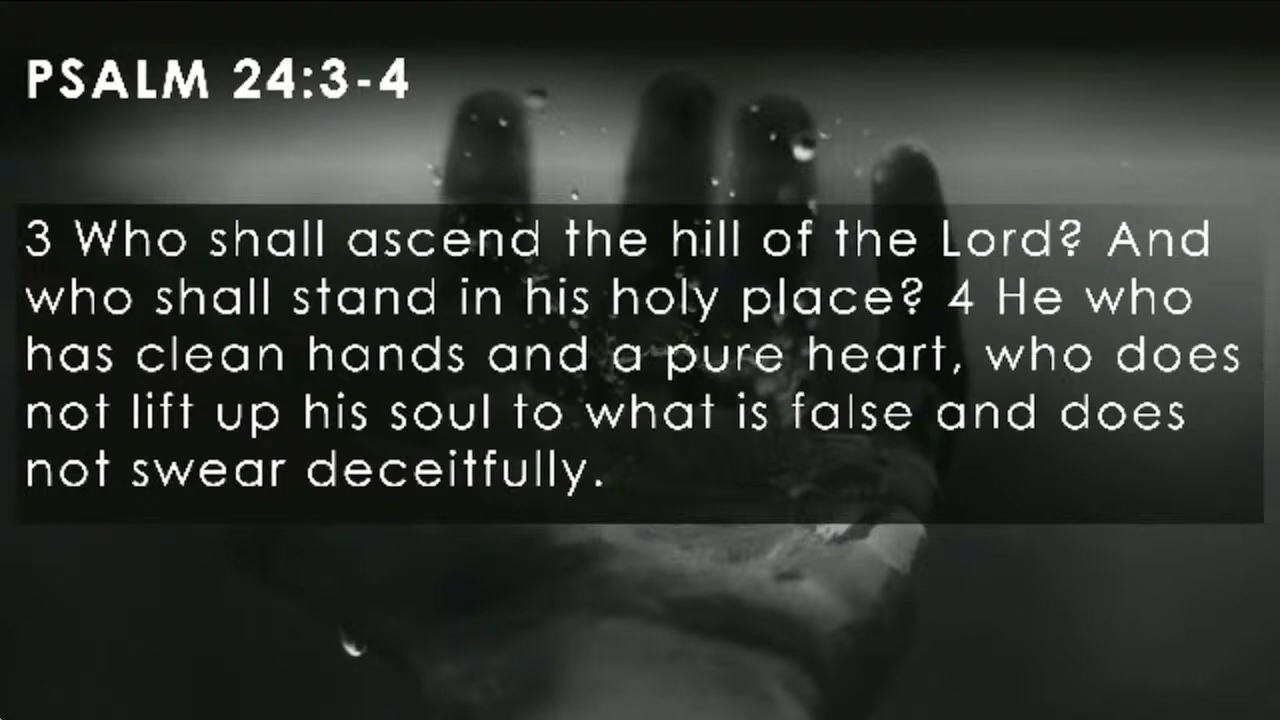 PSALM 24:3-4
3 Who shall ascend the hill of the Lord? And
who shall stand in his holy place? 4 He who
has clean hands and a pure heart, who does
not lift up his soul to what is false and does
not swear deceitfully.